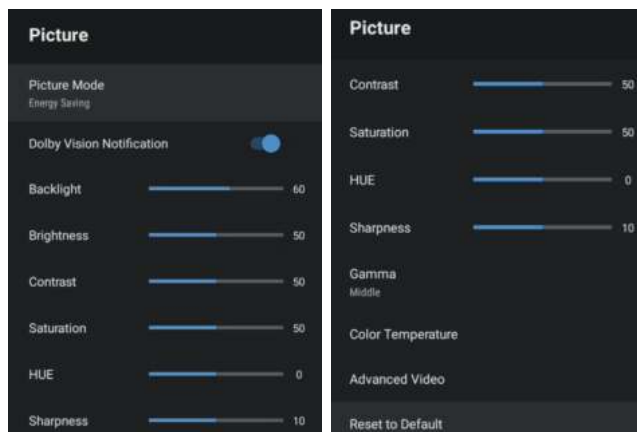 Picture
Picture Mode
Energy Saving
Dolby Vision Notification
Backlight 60
Brightness 50
Contrast 50
Saturation 50
HUE 0
Sharpness 10
Picture
Contrast 50
Saturation 50
HUE 0
Sharpness 10
Gamma
Middle
Color Temperature
Advanced Video
Reset to Default